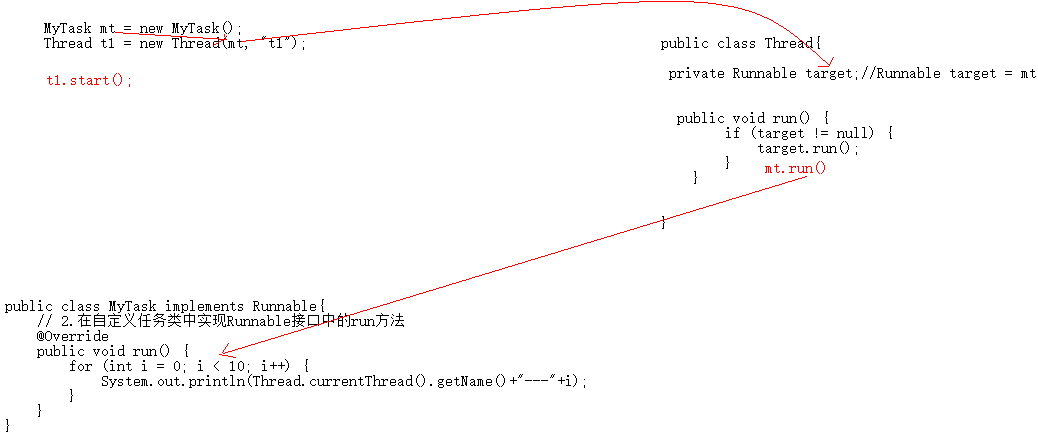 MyTask mt = new MyTask();
Thread t1 = new Thread(mt, "t1");
t1.start();
public class Thread{
private Runnable target;//Runnable target = mt
public void run() {
if (target != null) {
target.run();
}
mt.run()
}
}
public class MyTask implements Runnable{
// 2.在自定义任务类中实现Runnable接口中的run方法
@Override
public void run() {
for (int i = 0; i < 10; i++) {
System.out.println(Thread.currentThread().getName()+"---"+i);
}
}
}